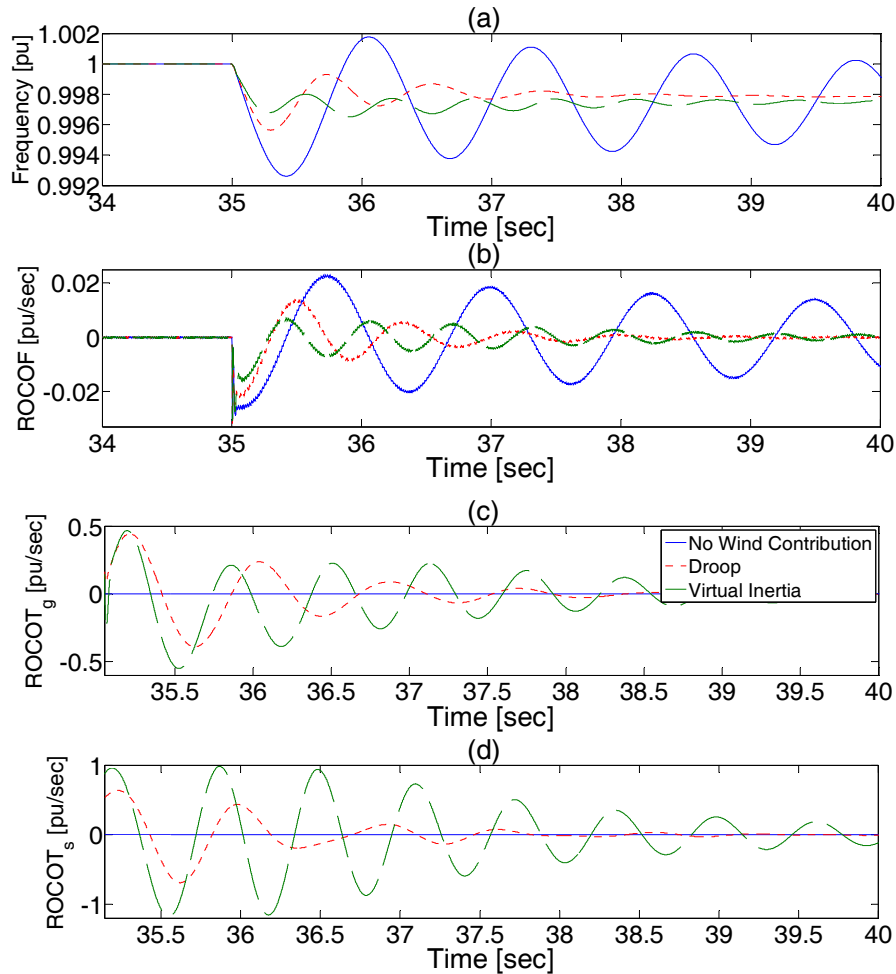 (a)
Frequency [pu]
1.002
1
0.998
0.996
0.994
0.992
34 35 36 37 38 39 40
Time [sec]
(b)
ROCOF [pu/sec]
0.02
0
-0.02
34 35 36 37 38 39 40
Time [sec]
(c)
ROCOT_g [pu/sec]
0.5
0
-0.5
No Wind Contribution
Droop
Virtual Inertia
35.5 36 36.5 37 37.5 38 38.5 39 39.5 40
Time [sec]
(d)
ROCOT_s [pu/sec]
1
0
-1
35.5 36 36.5 37 37.5 38 38.5 39 39.5 40
Time [sec]